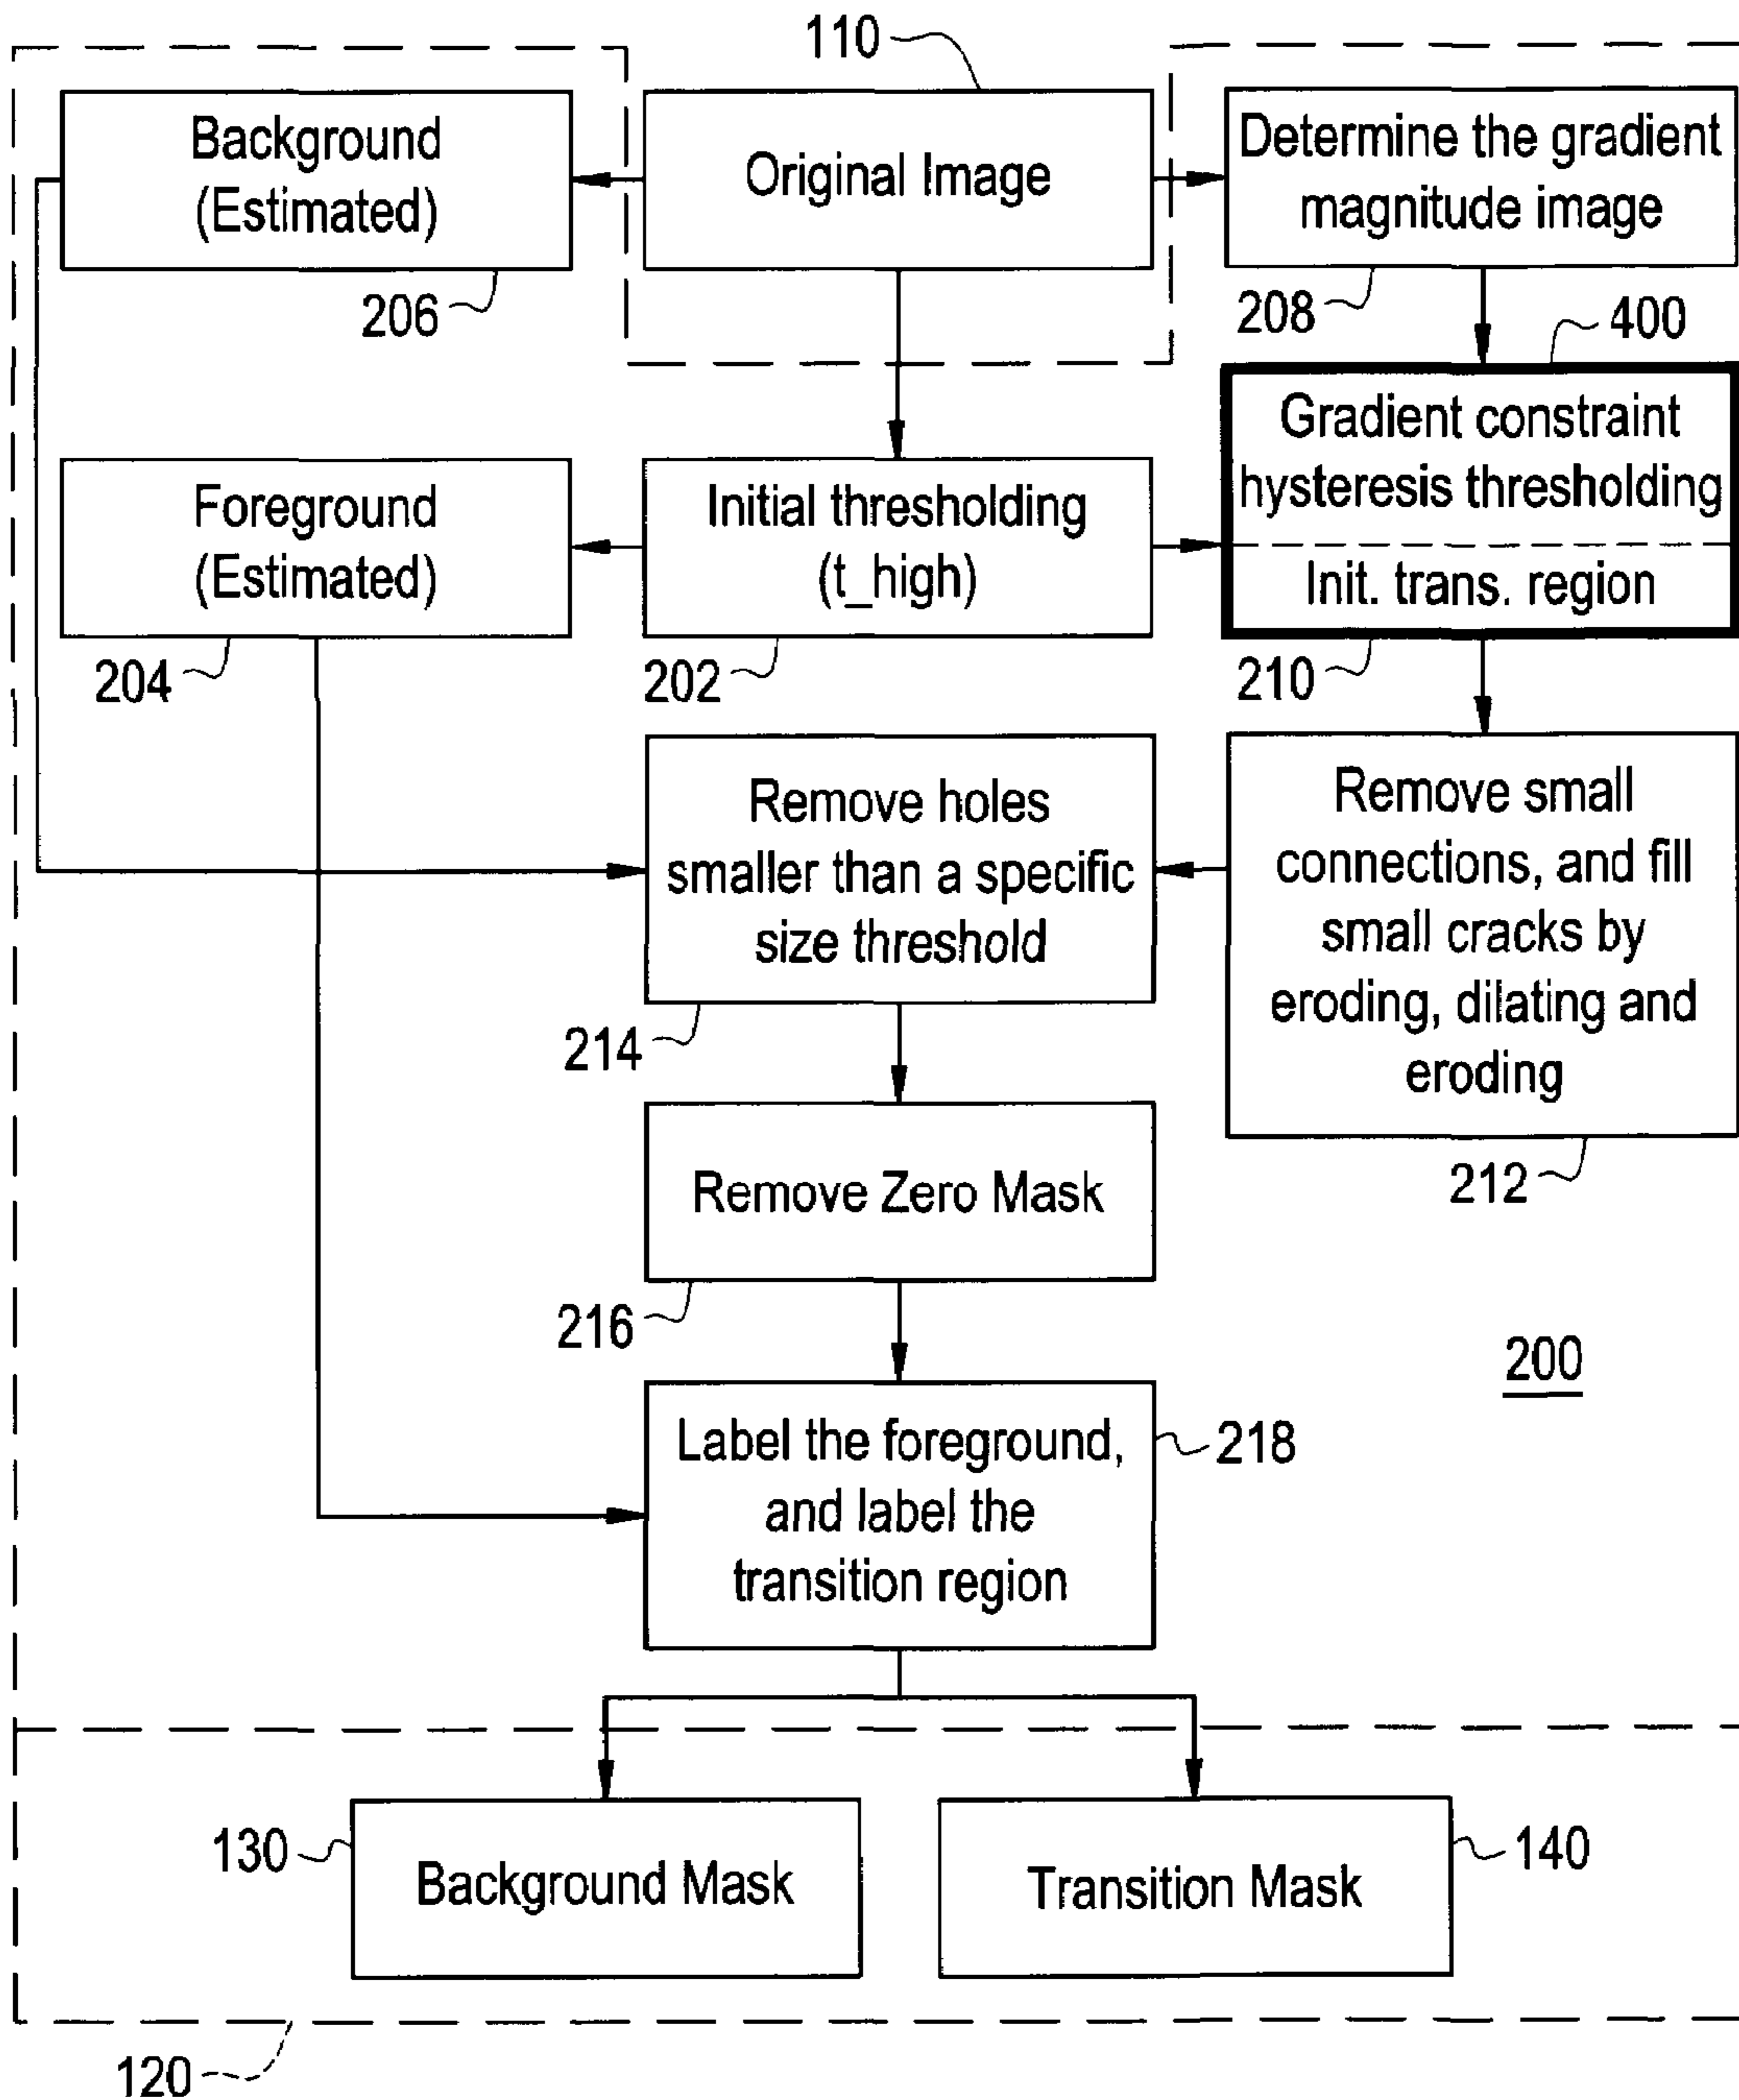 110
Background
(Estimated)
206
Original Image
Determine the gradient
magnitude image
208
400
Foreground
(Estimated)
204
Initial thresholding
(t_high)
202
Gradient constraint
hysteresis thresholding
Init. trans. region
210
Remove holes
smaller than a specific
size threshold
214
Remove small
connections, and fill
small cracks by
eroding, dilating and
eroding
212
Remove Zero Mask
216
200
Label the foreground,
and label the
transition region
218
130
Background Mask
Transition Mask
140
120